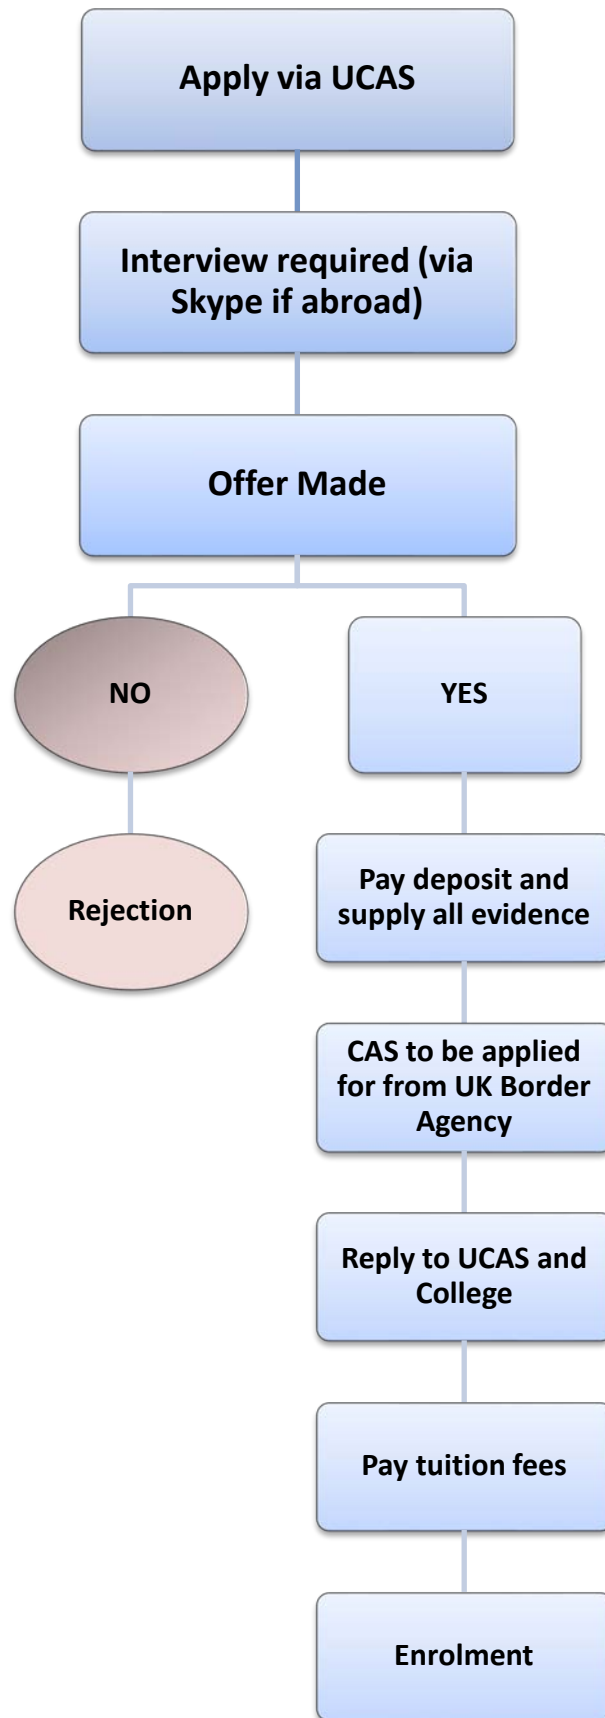 Apply via UCAS
Interview required (via
Skype if abroad)
Offer Made
NO
YES
Rejection
Pay deposit and
supply all evidence
CAS to be applied
for from UK Border
Agency
Reply to UCAS and
College
Pay tuition fees
Enrolment